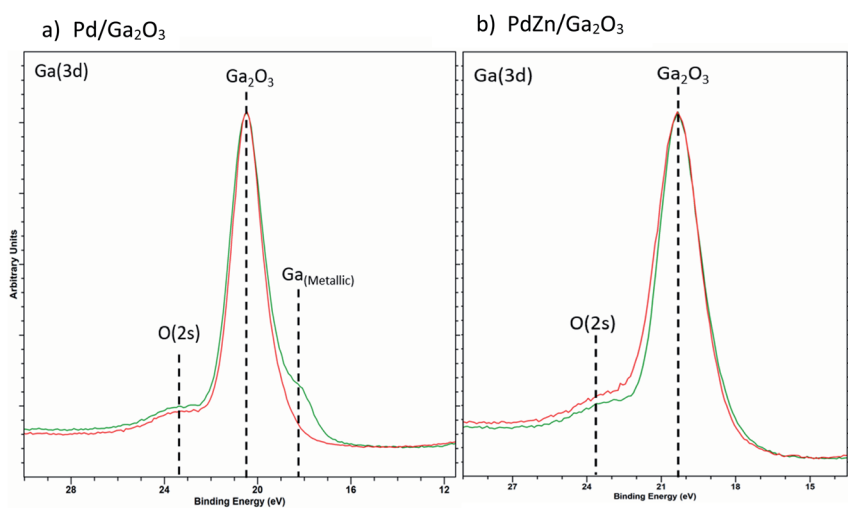 a) Pd/Ga₂O₃
Ga(3d)
Ga₂O₃
Ga(Metallic)
O(2s)
Arbitrary Units
28 24 20 16 12
Binding Energy (eV)
b) PdZn/Ga₂O₃
Ga(3d)
Ga₂O₃
O(2s)
27 24 21 18 15
Binding Energy (eV)